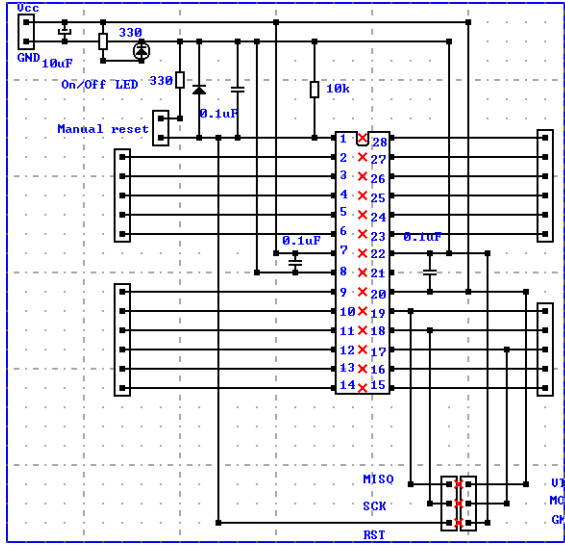 Vcc
330
GND 10uF
On/Off LED 330
10k
0.1uF
Manual reset
1 28
2 27
3 26
4 25
5 24
6 23
0.1uF 0.1uF
7 22
8 21
9 20
10 19
11 18
12 17
13 16
14 15
MISO
SCK
RST